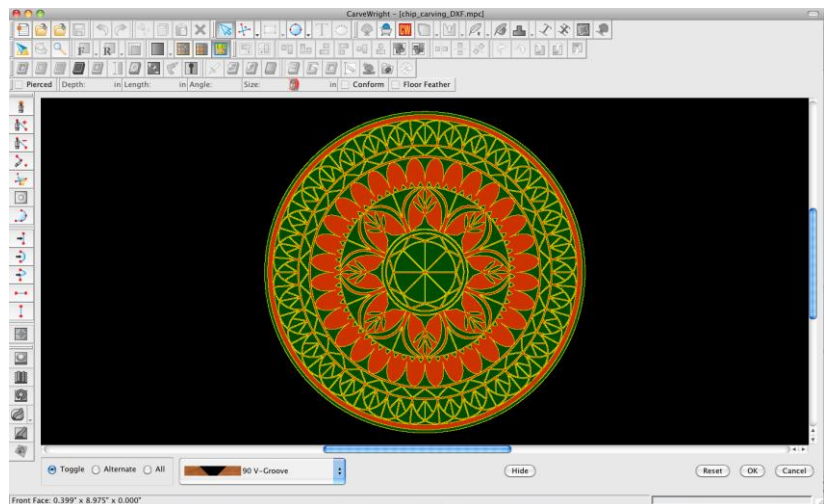 CarveWright – [chip_carving_DXF.mpc]
Pierced Depth: in Length: in Angle: Size: in Conform Floor Feather
Toggle Alternate All 90 V-Groove Hide Reset OK Cancel
Front Face: 0.399" x 8.975" x 0.000"